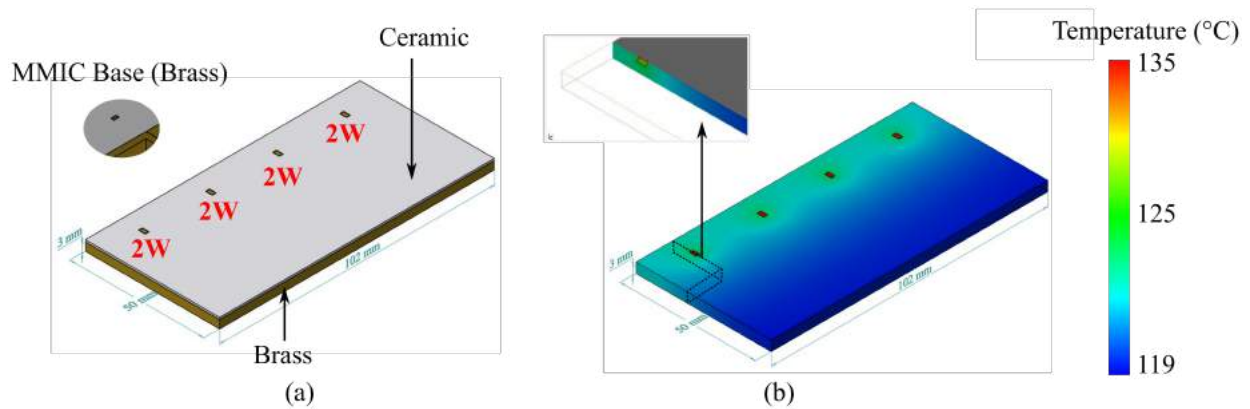 Ceramic
MMIC Base (Brass)
2W
2W
2W
2W
3 mm
50 mm
102 mm
Brass
(a)
3 mm
50 mm
102 mm
(b)
Temperature (°C)
135
125
119